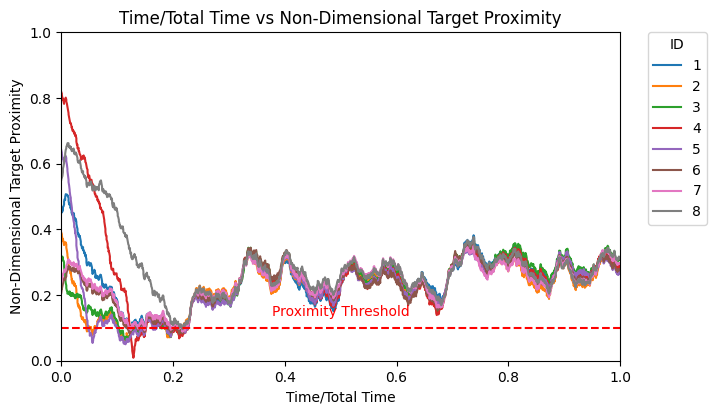 Time/Total Time vs Non-Dimensional Target Proximity
ID
1
2
3
4
5
6
7
8
Non-Dimensional Target Proximity
1.0
0.8
0.6
0.4
0.2
0.0
Proximity Threshold
0.0 0.2 0.4 0.6 0.8 1.0
Time/Total Time